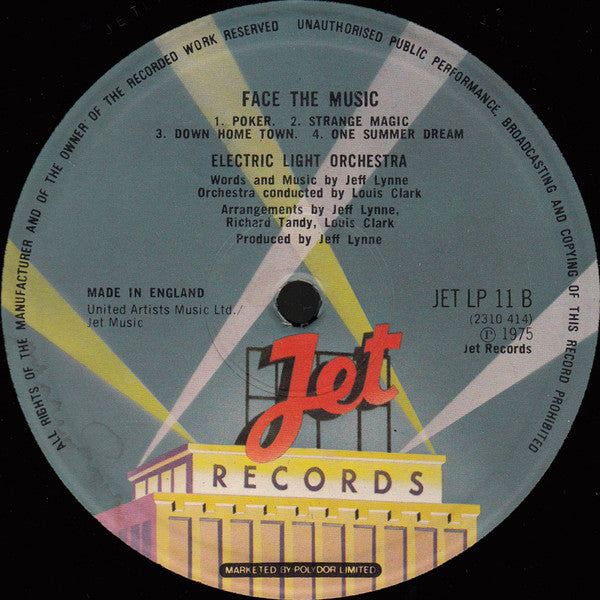 ALL RIGHTS OF THE MANUFACTURER AND OF THE OWNER OF THE RECORDED WORK RESERVED UNAUTHORISED PUBLIC PERFORMANCE, BROADCASTING AND COPYING OF THIS RECORD PROHIBITED
FACE THE MUSIC
1. POKER. 2. STRANGE MAGIC
3. DOWN HOME TOWN. 4. ONE SUMMER DREAM
ELECTRIC LIGHT ORCHESTRA
Words and Music by Jeff Lynne
Orchestra conducted by Louis Clark
Arrangements by Jeff Lynne,
Richard Tandy, Louis Clark
Produced by Jeff Lynne
MADE IN ENGLAND
United Artists Music Ltd./
Jet Music
JET LP 11 B
(2310 414)
Ⓟ 1975
Jet Records
Jet
RECORDS
MARKETED BY POLYDOR LIMITED